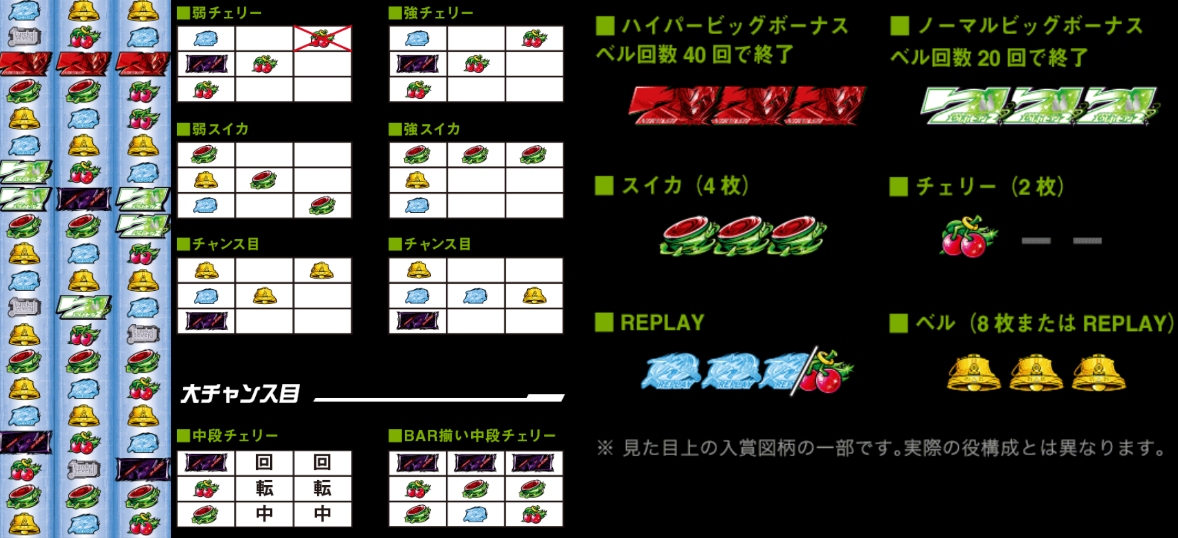 ■弱チェリー
■強チェリー
■弱スイカ
■強スイカ
■チャンス目
■チャンス目
大チャンス目
■中段チェリー
回 回
転 転
中 中
■BAR揃い中段チェリー
■ハイパービッグボーナス
ベル回数 40 回で終了
■ノーマルビッグボーナス
ベル回数 20 回で終了
■スイカ（4 枚）
■チェリー（2 枚）
■REPLAY
■ベル（8 枚または REPLAY）
※ 見た目上の入賞図柄の一部です。実際の役構成とは異なります。